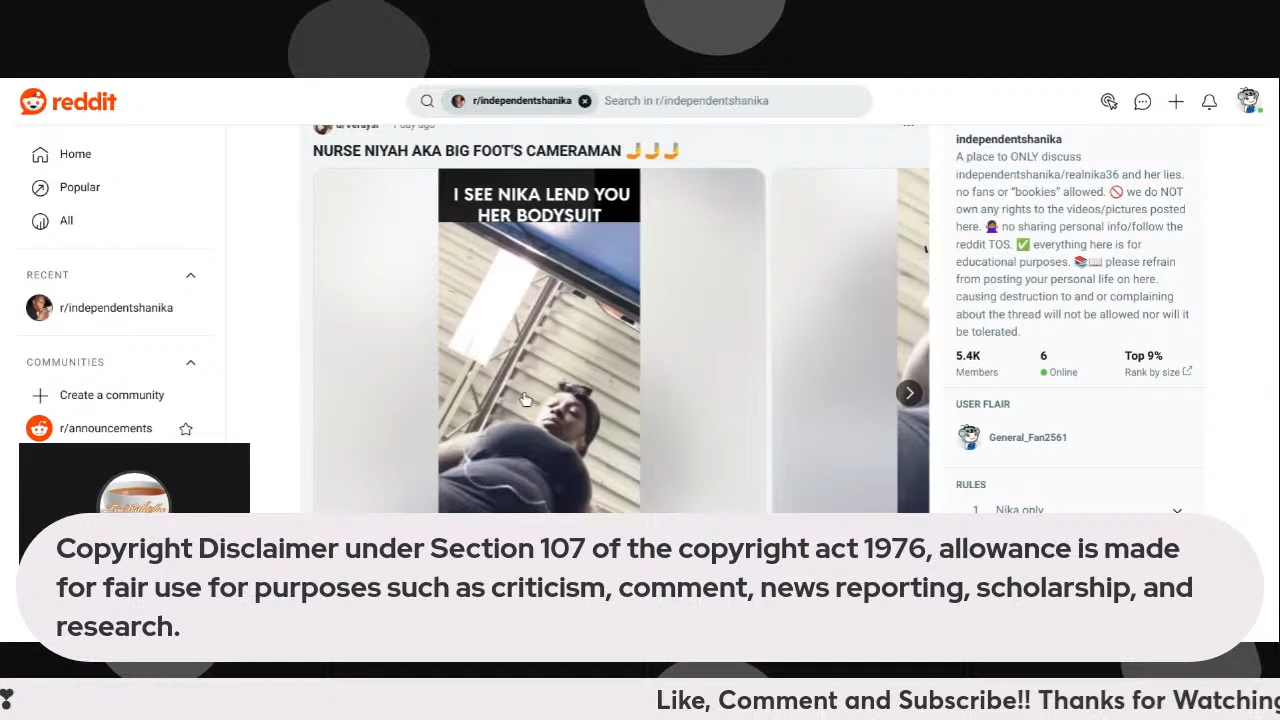 reddit
r/independentshanika
Search in r/independentshanika
Home
Popular
All
RECENT
r/independentshanika
COMMUNITIES
Create a community
r/announcements
1 day ago
NURSE NIYAH AKA BIG FOOT'S CAMERAMAN 🤳🤳🤳
I SEE NIKA LEND YOU
HER BODYSUIT
independentshanika
A place to ONLY discuss
independentshanika/realnika36 and her lies.
no fans or “bookies” allowed. 🚫 we do NOT
own any rights to the videos/pictures posted
here. 🙅🏾‍♀️ no sharing personal info/follow the
reddit TOS. ✅ everything here is for
educational purposes. 📚📖 please refrain
from posting your personal life on here.
causing destruction to and or complaining
about the thread will not be allowed nor will it
be tolerated.
5.4K 6 Top 9%
Members Online Rank by size
USER FLAIR
General_Fan2561
RULES
1 Nika only
Copyright Disclaimer under Section 107 of the copyright act 1976, allowance is made
for fair use for purposes such as criticism, comment, news reporting, scholarship, and
research.
Like, Comment and Subscribe!! Thanks for Watching